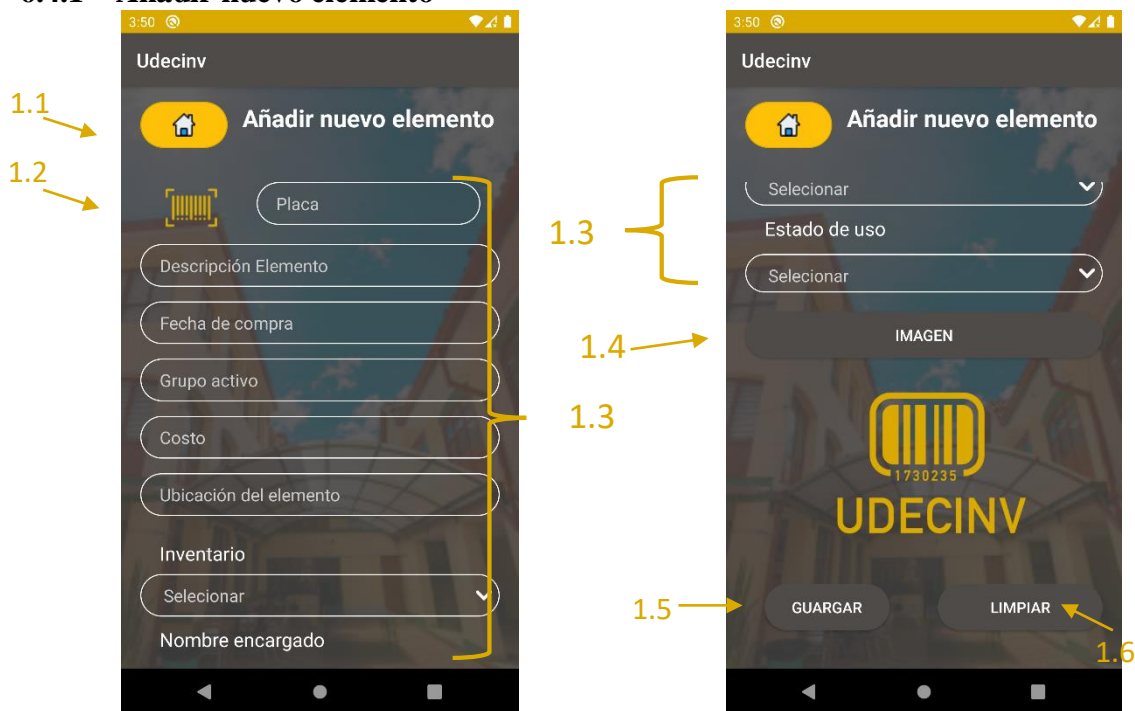 6.4.1 Añadir nuevo elemento
3:50
Udecinv
1.1
Añadir nuevo elemento
1.2
Placa
Descripción Elemento
Fecha de compra
Grupo activo
Costo
Ubicación del elemento
Inventario
Selecionar
Nombre encargado
1.3
3:50
Udecinv
Añadir nuevo elemento
1.3
Selecionar
Estado de uso
Selecionar
1.4
IMAGEN
1730235
UDECINV
1.5
GUARGAR
LIMPIAR
1.6